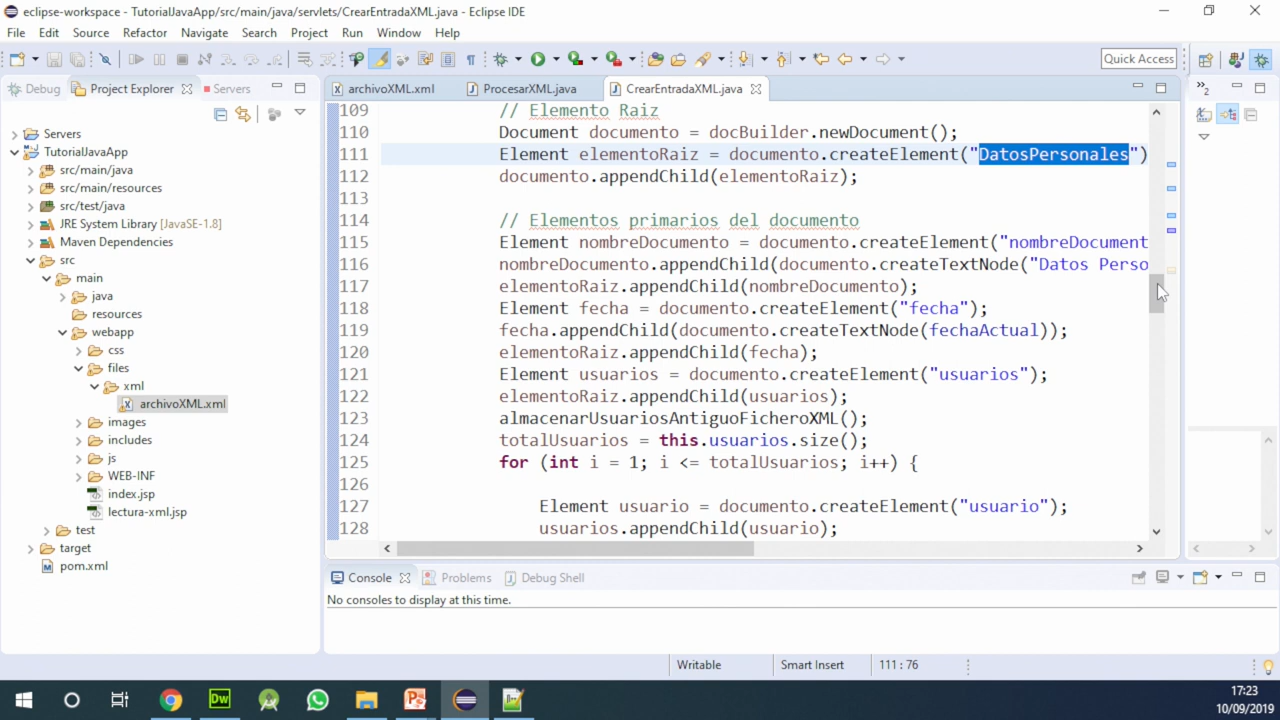 eclipse-workspace - TutorialJavaApp/src/main/java/servlets/CrearEntradaXML.java - Eclipse IDE
File Edit Source Refactor Navigate Search Project Run Window Help
Quick Access
Debug Project Explorer Servers
archivoXML.xml ProcesarXML.java CrearEntradaXML.java
»2
Servers
TutorialJavaApp
src/main/java
src/main/resources
src/test/java
JRE System Library [JavaSE-1.8]
Maven Dependencies
src
main
java
resources
webapp
css
files
xml
archivoXML.xml
images
includes
js
WEB-INF
index.jsp
lectura-xml.jsp
test
target
pom.xml
109 // Elemento Raiz
110 Document documento = docBuilder.newDocument();
111 Element elementoRaiz = documento.createElement("DatosPersonales")
112 documento.appendChild(elementoRaiz);
113
114 // Elementos primarios del documento
115 Element nombreDocumento = documento.createElement("nombreDocument
116 nombreDocumento.appendChild(documento.createTextNode("Datos Perso
117 elementoRaiz.appendChild(nombreDocumento);
118 Element fecha = documento.createElement("fecha");
119 fecha.appendChild(documento.createTextNode(fechaActual));
120 elementoRaiz.appendChild(fecha);
121 Element usuarios = documento.createElement("usuarios");
122 elementoRaiz.appendChild(usuarios);
123 almacenarUsuariosAntiguoFicheroXML();
124 totalUsuarios = this.usuarios.size();
125 for (int i = 1; i <= totalUsuarios; i++) {
126
127 Element usuario = documento.createElement("usuario");
128 usuarios.appendChild(usuario);
Console Problems Debug Shell
No consoles to display at this time.
Writable Smart Insert 111 : 76
Dw
17:23
10/09/2019